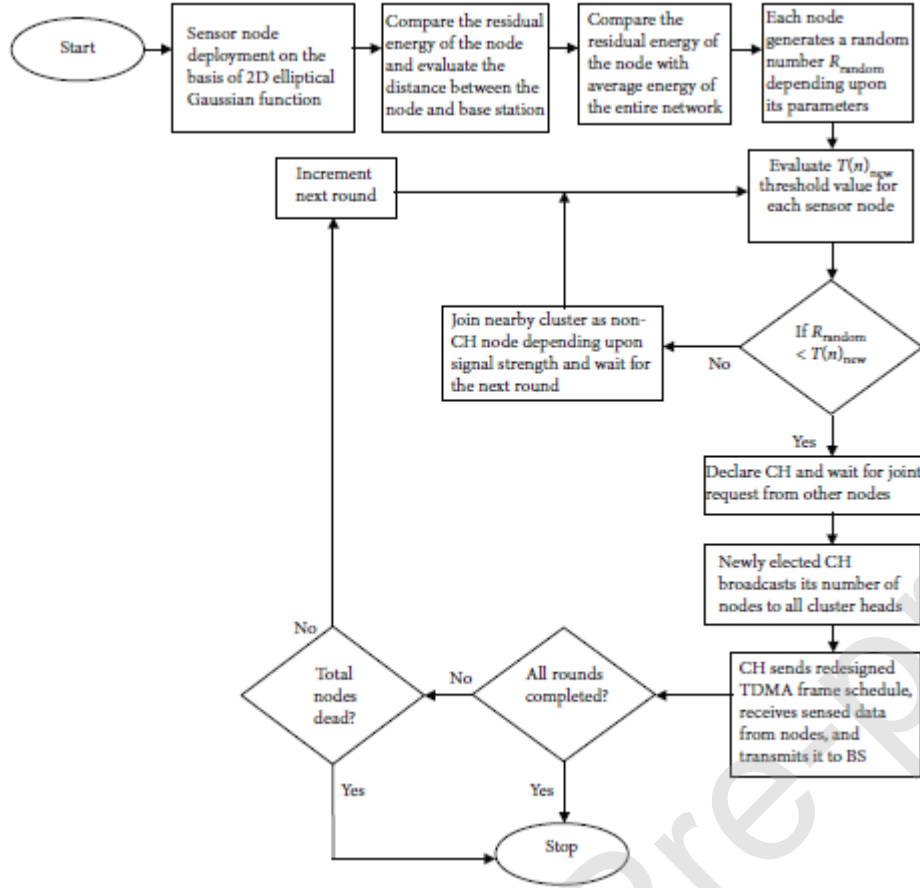 Start
Sensor node
deployment on the
basis of 2D elliptical
Gaussian function
Compare the residual
energy of the node
and evaluate the
distance between the
node and base station
Compare the
residual energy of
the node with
average energy of
the entire network
Each node
generates a random
number R_random
depending upon
its parameters
Increment
next round
Evaluate T(n)_new
threshold value for
each sensor node
Join nearby cluster as non-
CH node depending upon
signal strength and wait for
the next round
No
If R_random
< T(n)_new
Yes
Declare CH and wait for joint
request from other nodes
Newly elected CH
broadcasts its number of
nodes to all cluster heads
No
Total
nodes
dead?
No
All rounds
completed?
CH sends redesigned
TDMA frame schedule,
receives sensed data
from nodes, and
transmits it to BS
Yes
Yes
Stop
Pre-p